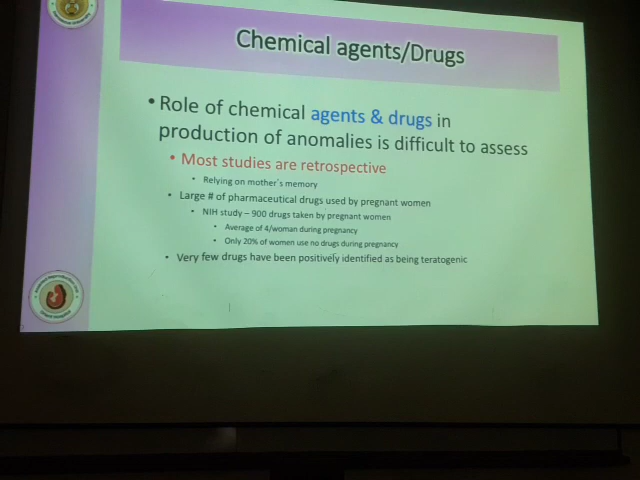 Chemical agents/Drugs
• Role of chemical agents & drugs in
production of anomalies is difficult to assess
• Most studies are retrospective
• Relying on mother's memory
• Large # of pharmaceutical drugs used by pregnant women
• NIH study – 900 drugs taken by pregnant women
• Average of 4/woman during pregnancy
• Only 20% of women use no drugs during pregnancy
• Very few drugs have been positively identified as being teratogenic